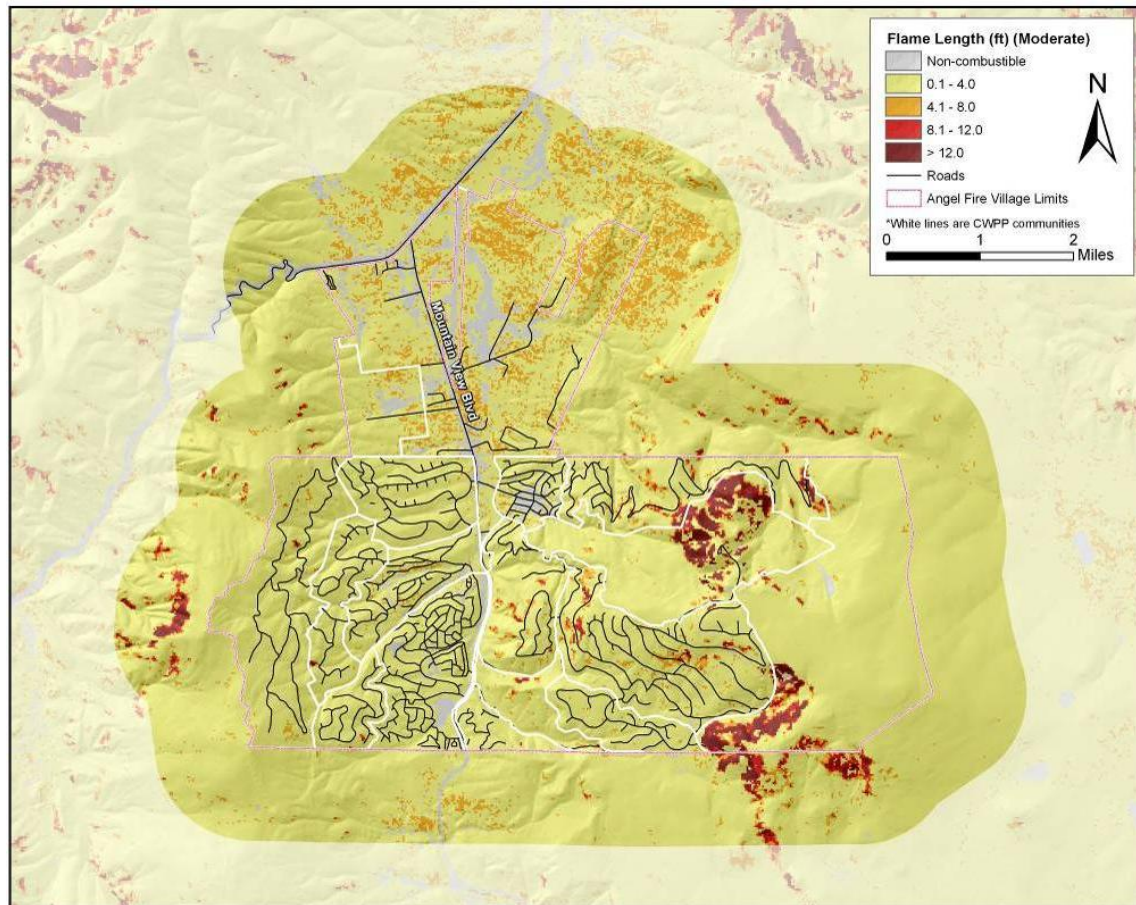 Flame Length (ft) (Moderate)
Non-combustible
0.1 - 4.0
4.1 - 8.0
8.1 - 12.0
> 12.0
Roads
Angel Fire Village Limits
*White lines are CWPP communities
0 1 2
Miles
N
Mountain View Blvd